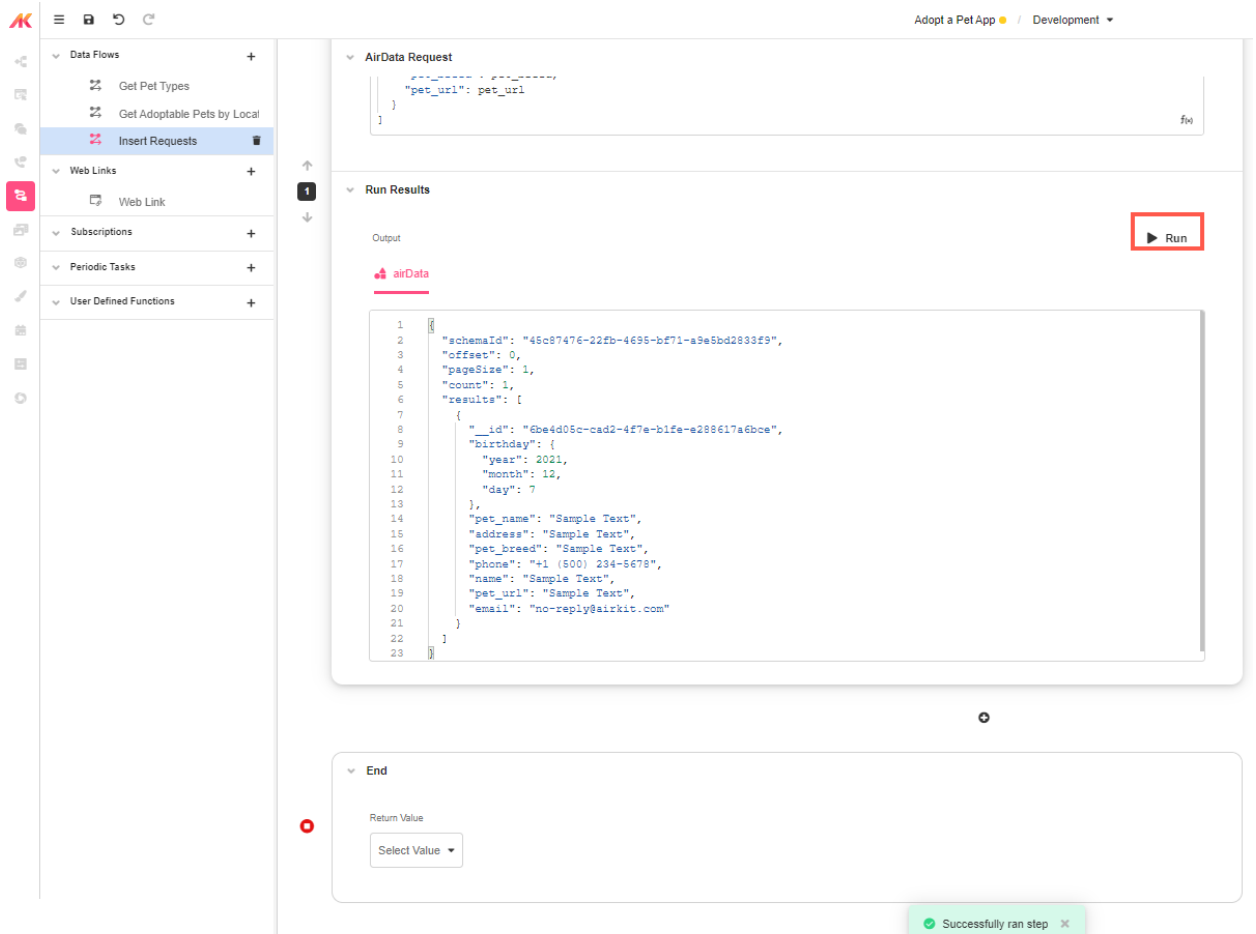 Adopt a Pet App / Development
Data Flows
Get Pet Types
Get Adoptable Pets by Locat
Insert Requests
Web Links
Web Link
Subscriptions
Periodic Tasks
User Defined Functions
AirData Request
"pet_breed": pet_breed,
"pet_url": pet_url
}
]
f(x)
1
Run Results
Output
Run
airData
1 {
2 "schemaId": "45c87476-22fb-4695-bf71-a9e5bd2833f9",
3 "offset": 0,
4 "pageSize": 1,
5 "count": 1,
6 "results": [
7 {
8 "__id": "6be4d05c-cad2-4f7e-b1fe-e288617a6bce",
9 "birthday": {
10 "year": 2021,
11 "month": 12,
12 "day": 7
13 },
14 "pet_name": "Sample Text",
15 "address": "Sample Text",
16 "pet_breed": "Sample Text",
17 "phone": "+1 (500) 234-5678",
18 "name": "Sample Text",
19 "pet_url": "Sample Text",
20 "email": "no-reply@airkit.com"
21 }
22 ]
23 }
End
Return Value
Select Value
Successfully ran step